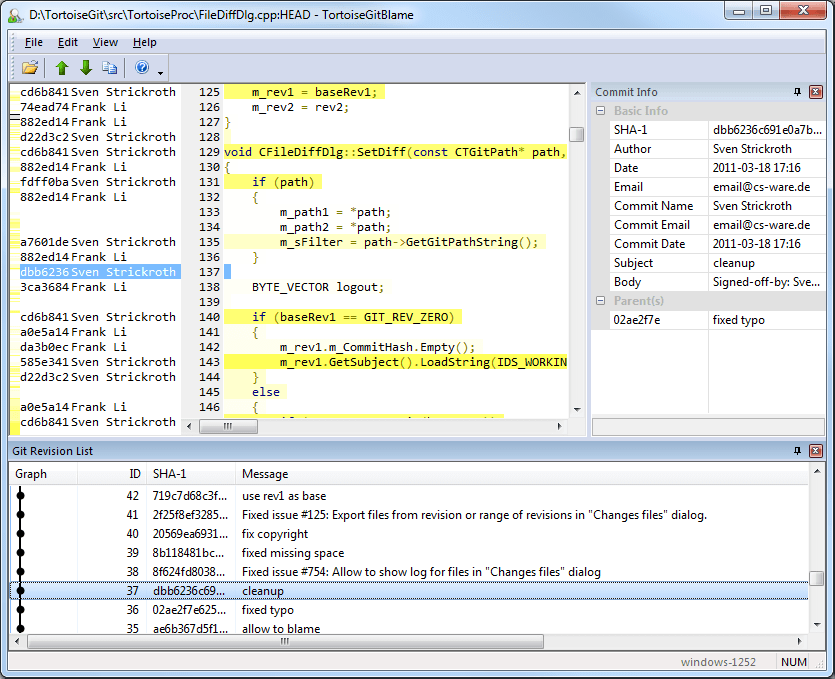 D:\TortoiseGit\src\TortoiseProc\FileDiffDlg.cpp:HEAD - TortoiseGitBlame
File Edit View Help
cd6b841 Sven Strickroth 125 m_rev1 = baseRev1;
74ead74 Frank Li 126 m_rev2 = rev2;
882ed14 Frank Li 127 }
d22d3c2 Sven Strickroth 128
cd6b841 Sven Strickroth 129 void CFileDiffDlg::SetDiff(const CTGitPath* path,
882ed14 Frank Li 130 {
fdff0ba Sven Strickroth 131 if (path)
882ed14 Frank Li 132 {
133 m_path1 = *path;
134 m_path2 = *path;
a7601de Sven Strickroth 135 m_sFilter = path->GetGitPathString();
882ed14 Frank Li 136 }
dbb6236 Sven Strickroth 137
3ca3684 Frank Li 138 BYTE_VECTOR logout;
139
cd6b841 Sven Strickroth 140 if (baseRev1 == GIT_REV_ZERO)
a0e5a14 Frank Li 141 {
da3b0ec Frank Li 142 m_rev1.m_CommitHash.Empty();
585e341 Sven Strickroth 143 m_rev1.GetSubject().LoadString(IDS_WORKIN
d22d3c2 Sven Strickroth 144 }
145 else
a0e5a14 Frank Li 146 {
cd6b841 Sven Strickroth
Commit Info
Basic Info
SHA-1 dbb6236c691e0a7b...
Author Sven Strickroth
Date 2011-03-18 17:16
Email email@cs-ware.de
Commit Name Sven Strickroth
Commit Email email@cs-ware.de
Commit Date 2011-03-18 17:16
Subject cleanup
Body Signed-off-by: Sve...
Parent(s)
02ae2f7e fixed typo
Git Revision List
Graph ID SHA-1 Message
42 719c7d68c3f... use rev1 as base
41 2f25f8ef3285... Fixed issue #125: Export files from revision or range of revisions in "Changes files" dialog.
40 20569ea6931... fix copyright
39 8b118481bc... fixed missing space
38 8f624fd8038... Fixed issue #754: Allow to show log for files in "Changes files" dialog
37 dbb6236c69... cleanup
36 02ae2f7e625... fixed typo
35 ae6b367d5f1... allow to blame
windows-1252 NUM